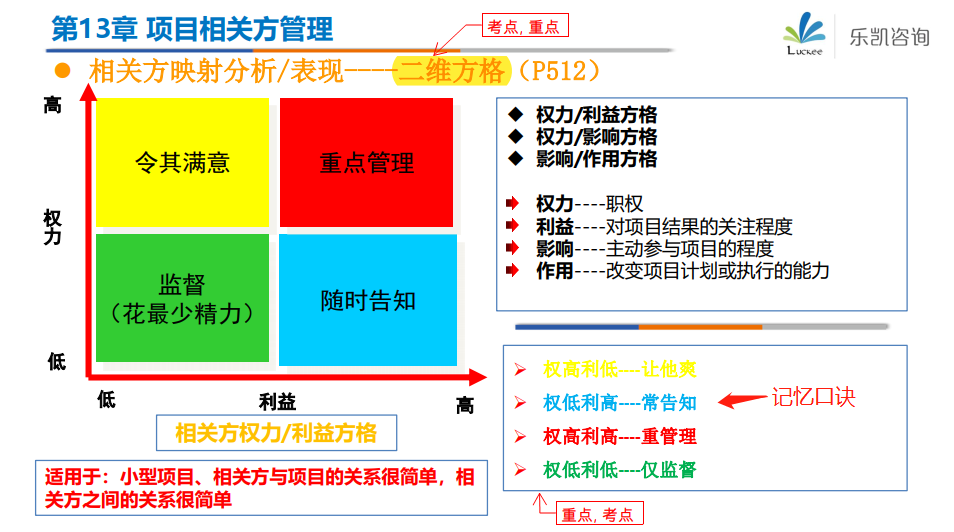 第13章 项目相关方管理
考点, 重点
Luckee
乐凯咨询
相关方映射分析/表现----二维方格（P512）
高
权力
低
令其满意
重点管理
监督
（花最少精力）
随时告知
低
利益
高
相关方权力/利益方格
适用于：小型项目、相关方与项目的关系很简单，相
关方之间的关系很简单
权力/利益方格
权力/影响方格
影响/作用方格
权力----职权
利益----对项目结果的关注程度
影响----主动参与项目的程度
作用----改变项目计划或执行的能力
权高利低----让他爽
权低利高----常告知
权高利高----重管理
权低利低----仅监督
记忆口诀
重点, 考点